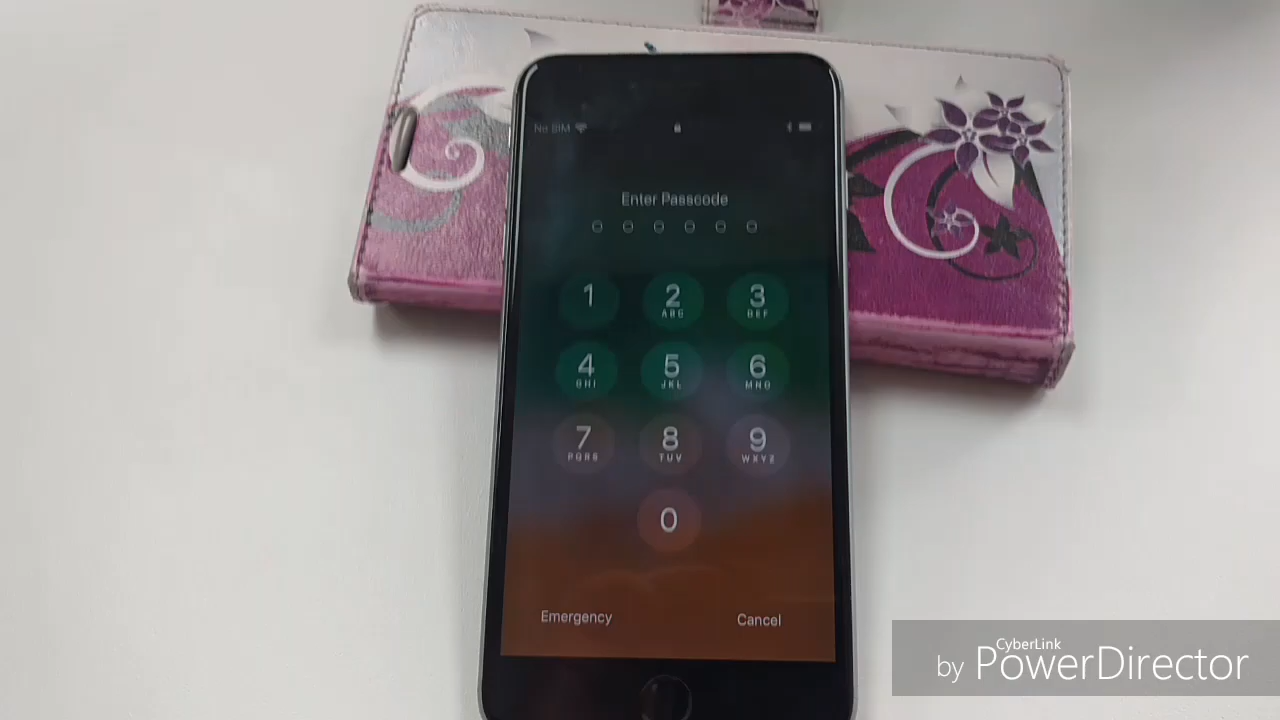 No SIM
Enter Passcode
1
2
ABC
3
DEF
4
GHI
5
JKL
6
MNO
7
PQRS
8
TUV
9
WXYZ
0
Emergency
Cancel
CyberLink
by PowerDirector